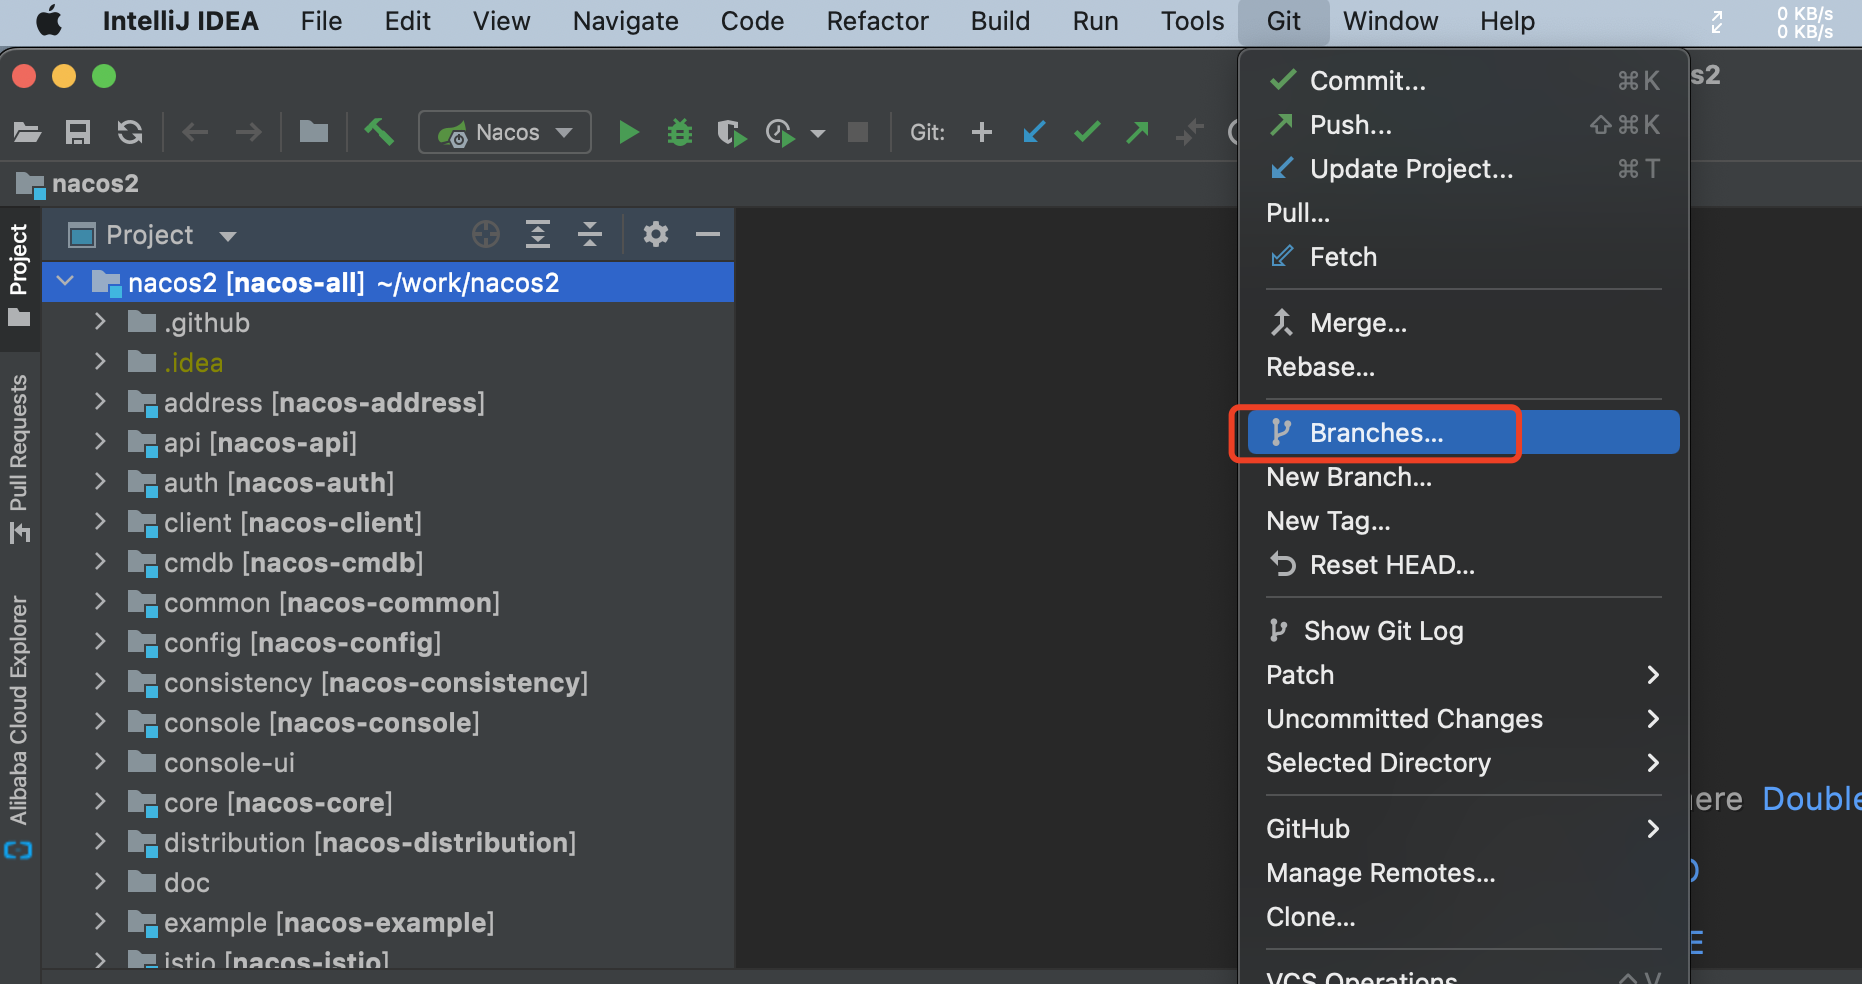 IntelliJ IDEA File Edit View Navigate Code Refactor Build Run Tools Git Window Help 0 KB/s
0 KB/s
s2
Nacos Git:
nacos2
Project
nacos2 [nacos-all] ~/work/nacos2
.github
.idea
address [nacos-address]
api [nacos-api]
auth [nacos-auth]
client [nacos-client]
cmdb [nacos-cmdb]
common [nacos-common]
config [nacos-config]
consistency [nacos-consistency]
console [nacos-console]
console-ui
core [nacos-core]
distribution [nacos-distribution]
doc
example [nacos-example]
istio [nacos-istio]
Project
Pull Requests
Alibaba Cloud Explorer
Commit... ⌘K
Push... ⇧⌘K
Update Project... ⌘T
Pull...
Fetch
Merge...
Rebase...
Branches...
New Branch...
New Tag...
Reset HEAD...
Show Git Log
Patch
Uncommitted Changes
Selected Directory
GitHub
Manage Remotes...
Clone...
VCS Operations ^V
ere Double
E